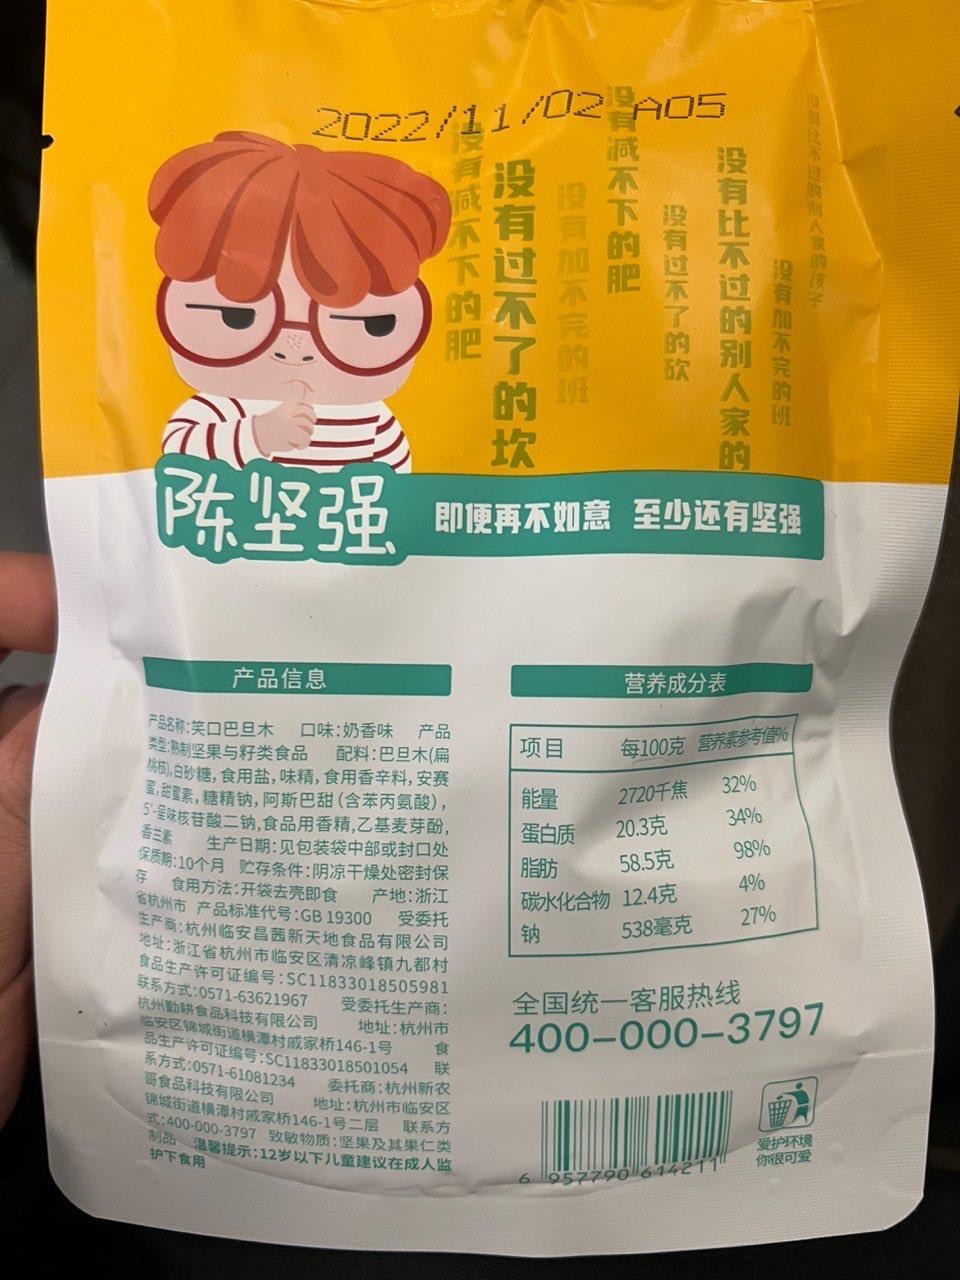 2022/11/02 A05
没有减不下的肥
没有过不了的坎
没有加不完的班
没有减不下的肥
没有过不了的砍
没有比不过的别人家的
没有加不完的班
没有比不过的别人家的孩子
陈坚强
即便再不如意 至少还有坚强
产品信息
产品名称:笑口巴旦木 口味:奶香味 产品
类型:熟制坚果与籽类食品 配料:巴旦木(扁
桃核),白砂糖,食用盐,味精,食用香辛料,安赛
蜜,甜蜜素,糖精钠,阿斯巴甜(含苯丙氨酸),
5'-呈味核苷酸二钠,食品用香精,乙基麦芽酚,
香兰素 生产日期:见包装袋中部或封口处
保质期:10个月 贮存条件:阴凉干燥处密封保
存 食用方法:开袋去壳即食 产地:浙江
省杭州市 产品标准代号:GB 19300 受委托
生产商:杭州临安昌茜新天地食品有限公司
地址:浙江省杭州市临安区清凉峰镇九都村
食品生产许可证编号:SC11833018505981
联系方式:0571-63621967 受委托生产商:
杭州勤耕食品科技有限公司 地址:杭州市
临安区锦城街道横潭村戚家桥146-1号 食
品生产许可证编号:SC11833018501054 联
系方式:0571-61081234 委托商:杭州新农
哥食品科技有限公司 地址:杭州市临安区
锦城街道横潭村戚家桥146-1号二层 联系方
式:400-000-3797 致敏物质:坚果及其果仁类
制品 温馨提示:12岁以下儿童建议在成人监
护下食用
营养成分表
项目 每100克 营养素参考值%
能量 2720千焦 32%
蛋白质 20.3克 34%
脂肪 58.5克 98%
碳水化合物 12.4克 4%
钠 538毫克 27%
全国统一客服热线
400-000-3797
6 957790 614211
爱护环境
你很可爱